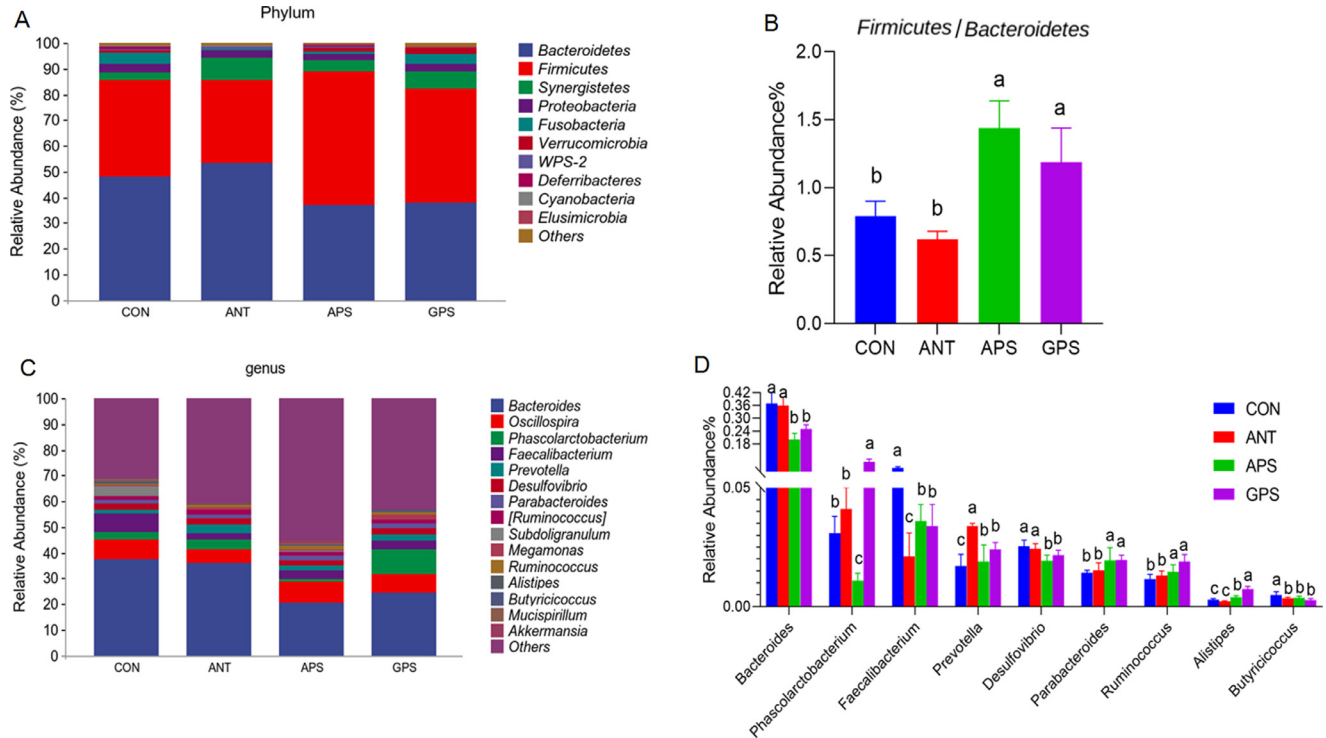 A
Phylum
Relative Abundance (%)
100
90
80
70
60
50
40
30
20
10
0
CON ANT APS GPS
Bacteroidetes
Firmicutes
Synergistetes
Proteobacteria
Fusobacteria
Verrucomicrobia
WPS-2
Deferribacteres
Cyanobacteria
Elusimicrobia
Others
B
Firmicutes/Bacteroidetes
Relative Abundance%
2.0
1.5
1.0
0.5
0.0
b b a a
CON ANT APS GPS
C
genus
Relative Abundance (%)
100
90
80
70
60
50
40
30
20
10
0
CON ANT APS GPS
Bacteroides
Oscillospira
Phascolarctobacterium
Faecalibacterium
Prevotella
Desulfovibrio
Parabacteroides
[Ruminococcus]
Subdoligranulum
Megamonas
Ruminococcus
Alistipes
Butyricicoccus
Mucispirillum
Akkermansia
Others
D
Relative Abundance%
0.42
0.36
0.30
0.24
0.18
0.05
0.00
a a b b
b b c a
a c b b
c a b b
a a b b
b b a a
b b a a
c c b a
a b b b
Bacteroides
Phascolarctobacterium
Faecalibacterium
Prevotella
Desulfovibrio
Parabacteroides
Ruminococcus
Alistipes
Butyricicoccus
CON
ANT
APS
GPS